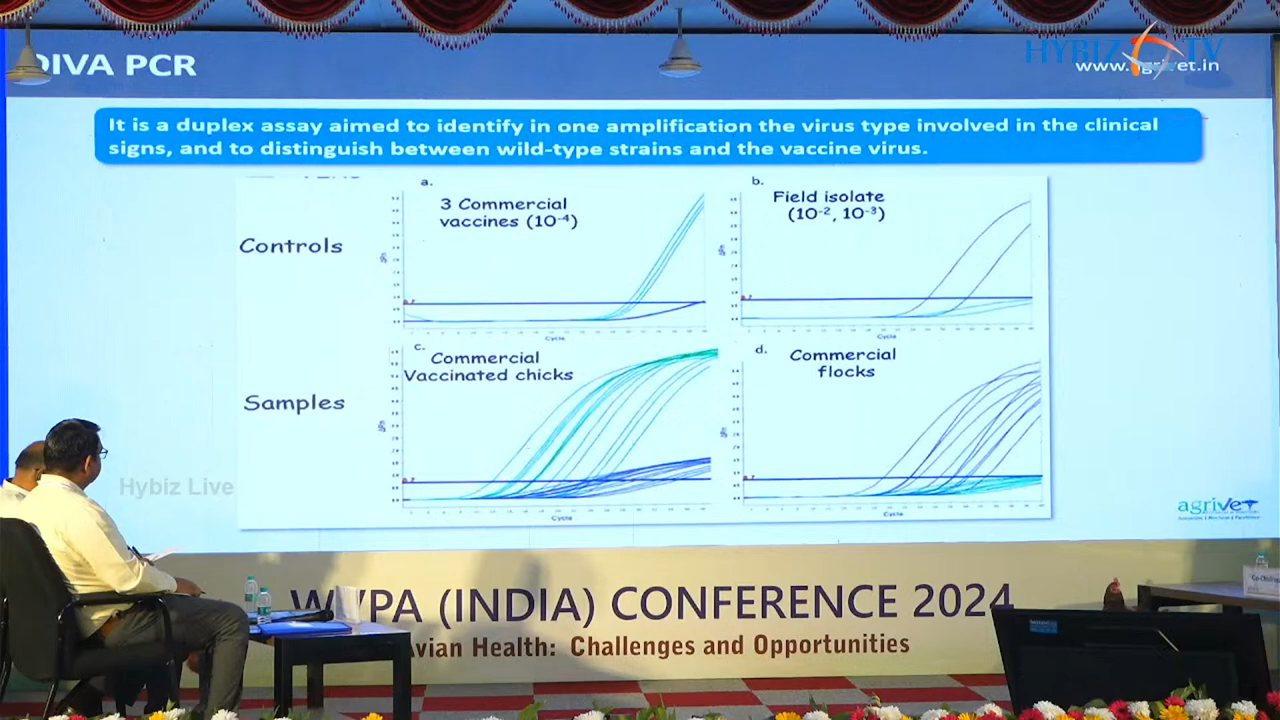 DIVA PCR
HYBIZ TV
www.agrivet.in
It is a duplex assay aimed to identify in one amplification the virus type involved in the clinical
signs, and to distinguish between wild-type strains and the vaccine virus.
a.
3 Commercial
vaccines (10⁻⁴)
b.
Field isolate
(10⁻², 10⁻³)
Controls
Cycle
Cycle
c.
Commercial
Vaccinated chicks
d.
Commercial
flocks
Samples
Cycle
Cycle
Hybiz Live
agrivet
WVPA (INDIA) CONFERENCE 2024
Avian Health: Challenges and Opportunities